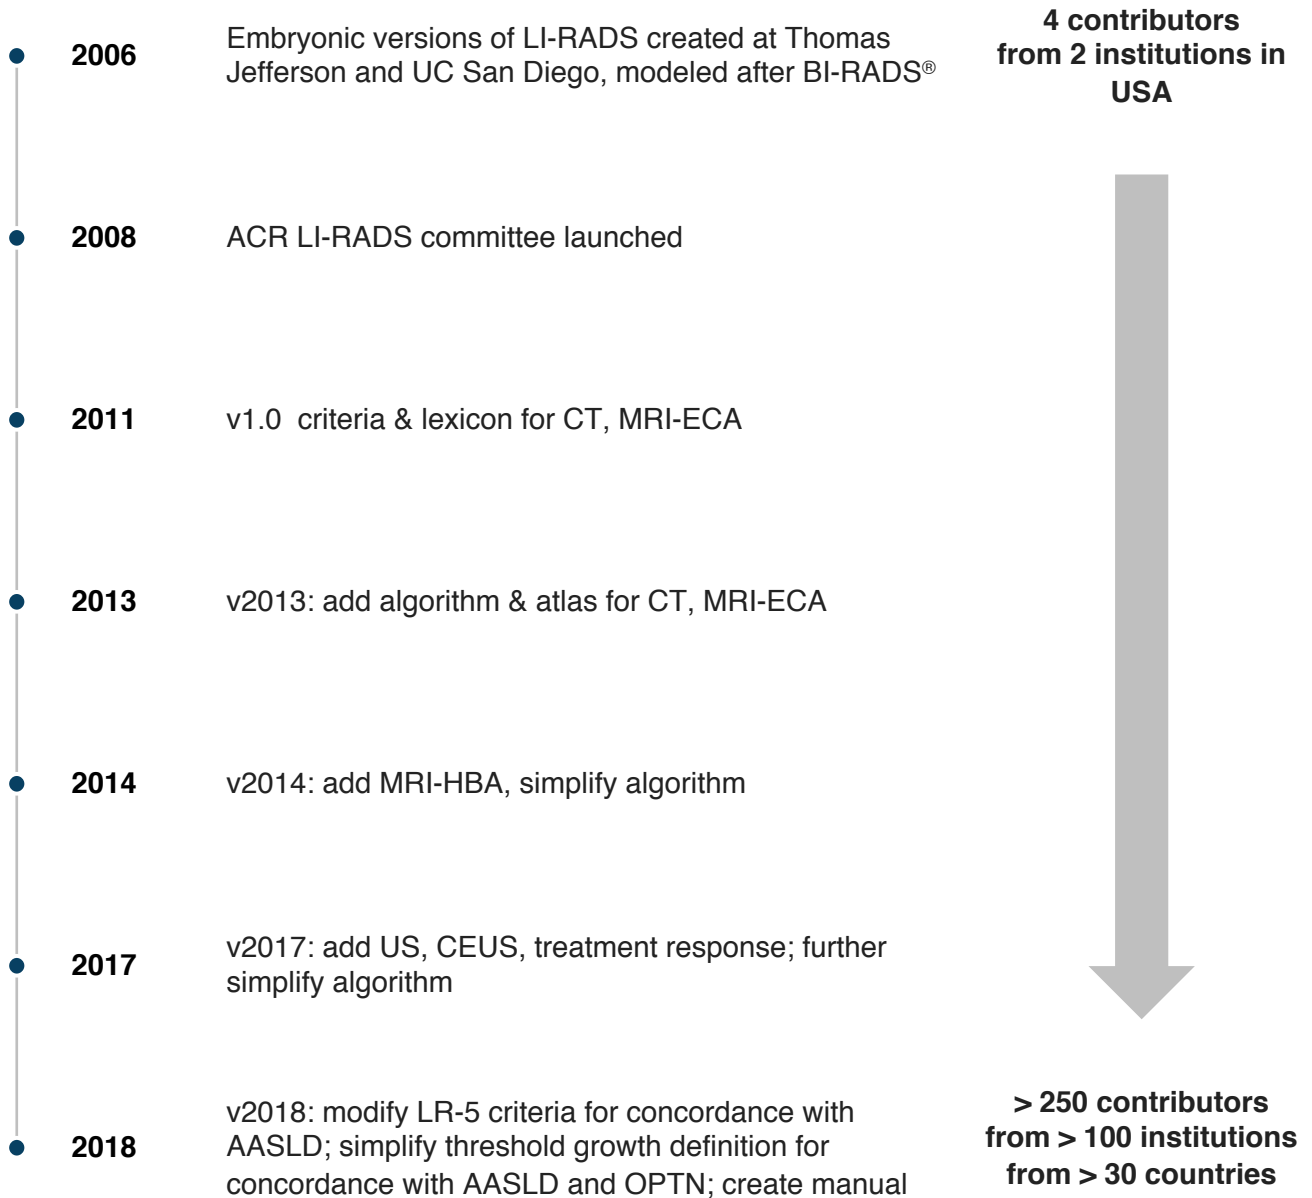 2006
Embryonic versions of LI-RADS created at Thomas
Jefferson and UC San Diego, modeled after BI-RADS®
4 contributors
from 2 institutions in
USA
2008
ACR LI-RADS committee launched
2011
v1.0 criteria & lexicon for CT, MRI-ECA
2013
v2013: add algorithm & atlas for CT, MRI-ECA
2014
v2014: add MRI-HBA, simplify algorithm
2017
v2017: add US, CEUS, treatment response; further
simplify algorithm
2018
v2018: modify LR-5 criteria for concordance with
AASLD; simplify threshold growth definition for
concordance with AASLD and OPTN; create manual
> 250 contributors
from > 100 institutions
from > 30 countries